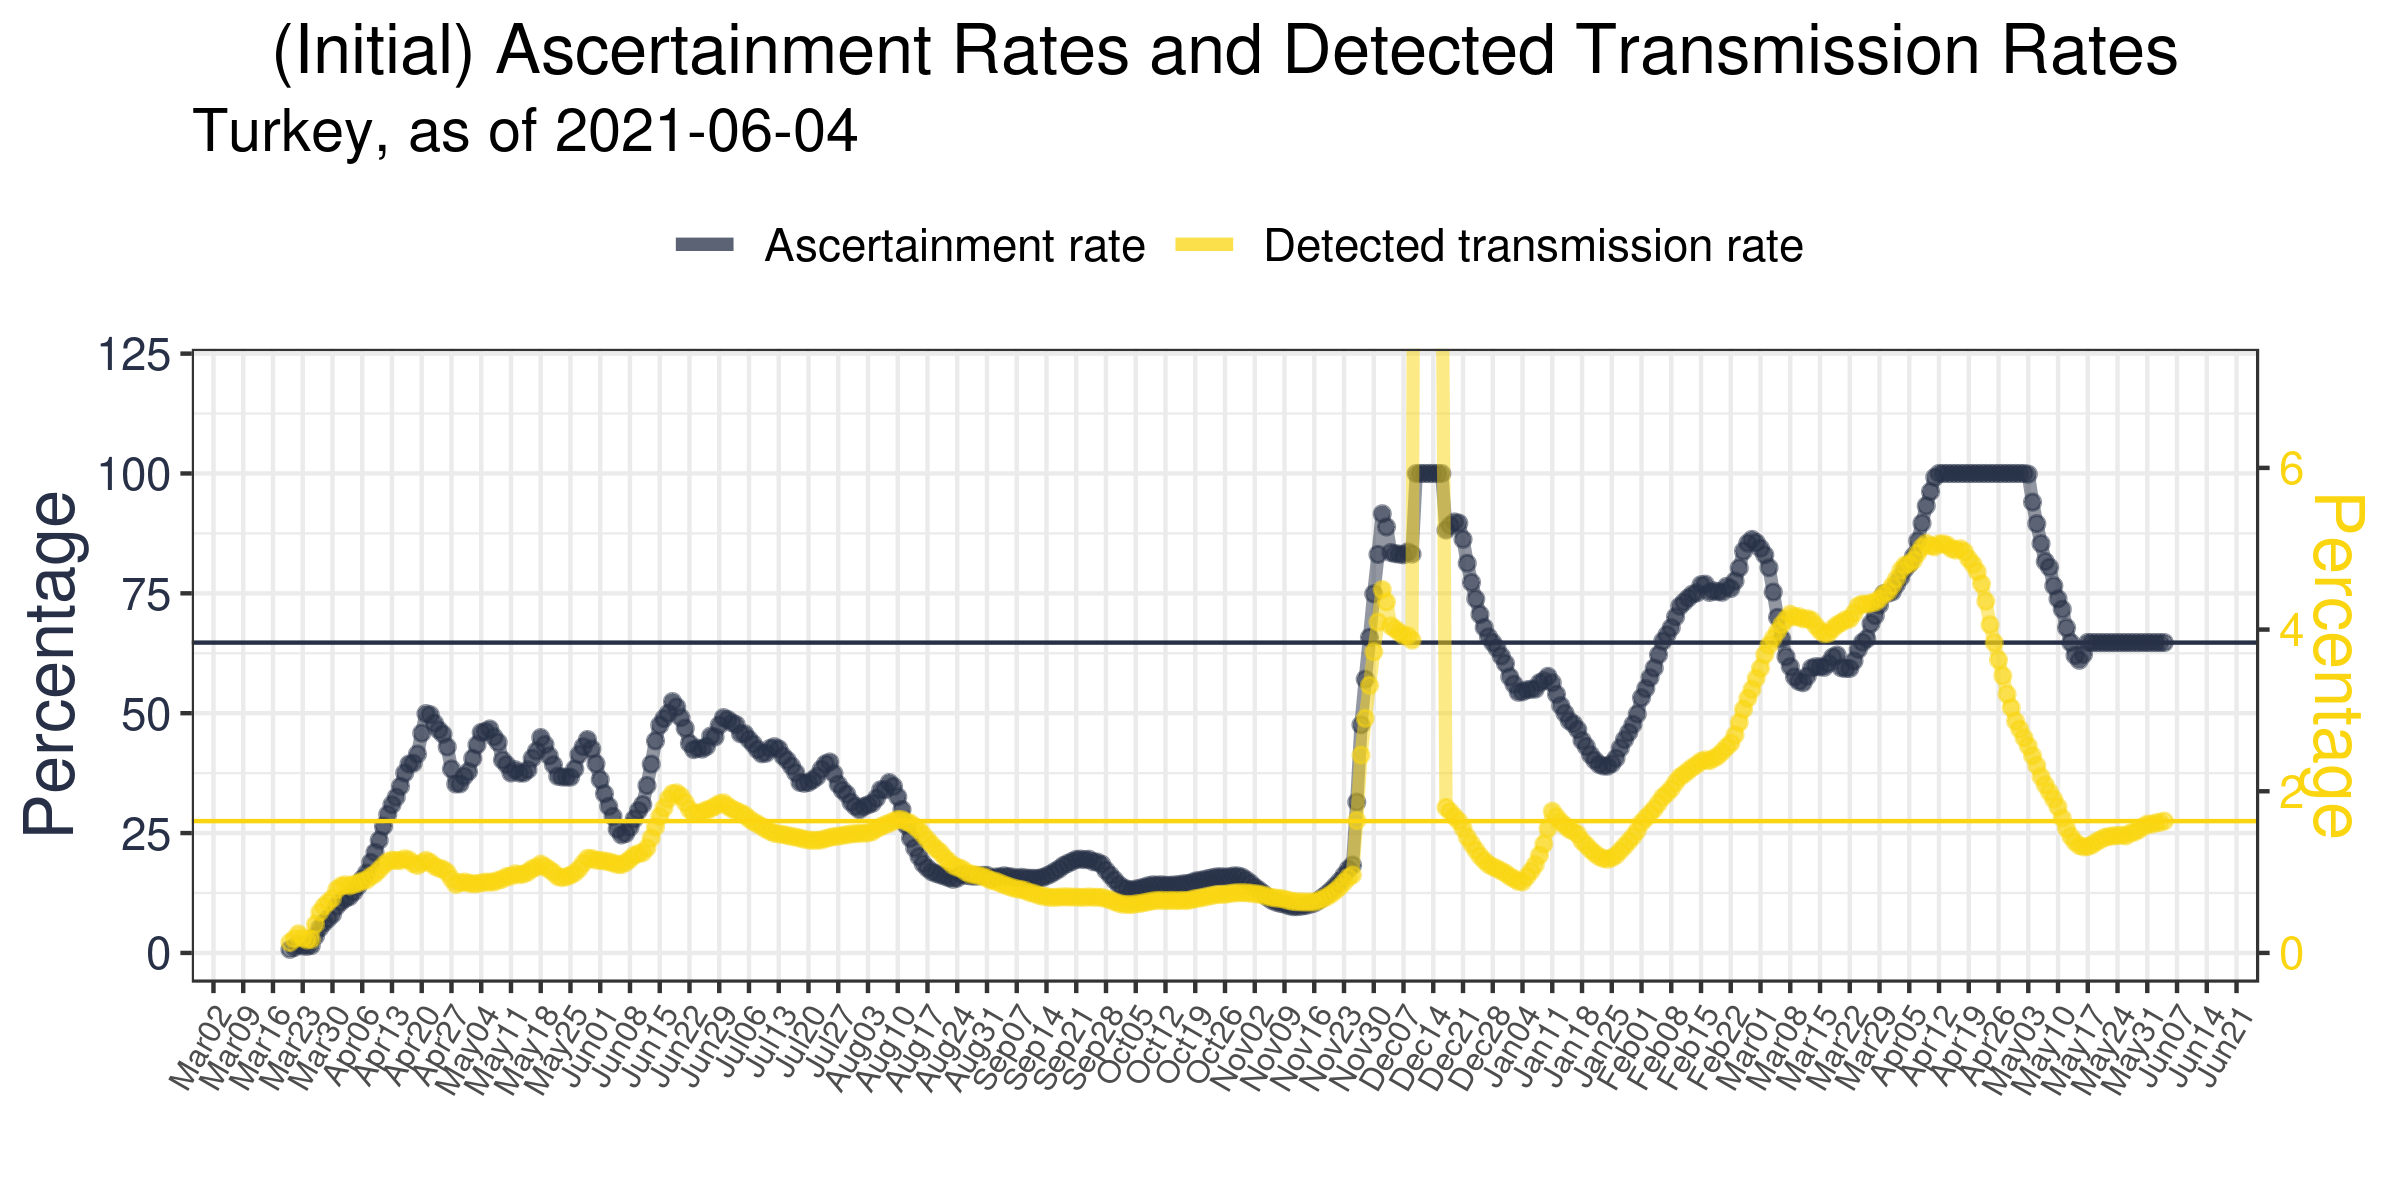 (Initial) Ascertainment Rates and Detected Transmission Rates
Turkey, as of 2021-06-04
Ascertainment rate
Detected transmission rate
125
100
75
50
25
0
Percentage
6
4
2
0
Percentage
Mar02
Mar09
Mar16
Mar23
Mar30
Apr06
Apr13
Apr20
Apr27
May04
May11
May18
May25
Jun01
Jun08
Jun15
Jun22
Jun29
Jul06
Jul13
Jul20
Jul27
Aug03
Aug10
Aug17
Aug24
Aug31
Sep07
Sep14
Sep21
Sep28
Oct05
Oct12
Oct19
Oct26
Nov02
Nov09
Nov16
Nov23
Nov30
Dec07
Dec14
Dec21
Dec28
Jan04
Jan11
Jan18
Jan25
Feb01
Feb08
Feb15
Feb22
Mar01
Mar08
Mar15
Mar22
Mar29
Apr05
Apr12
Apr19
Apr26
May03
May10
May17
May24
May31
Jun07
Jun14
Jun21